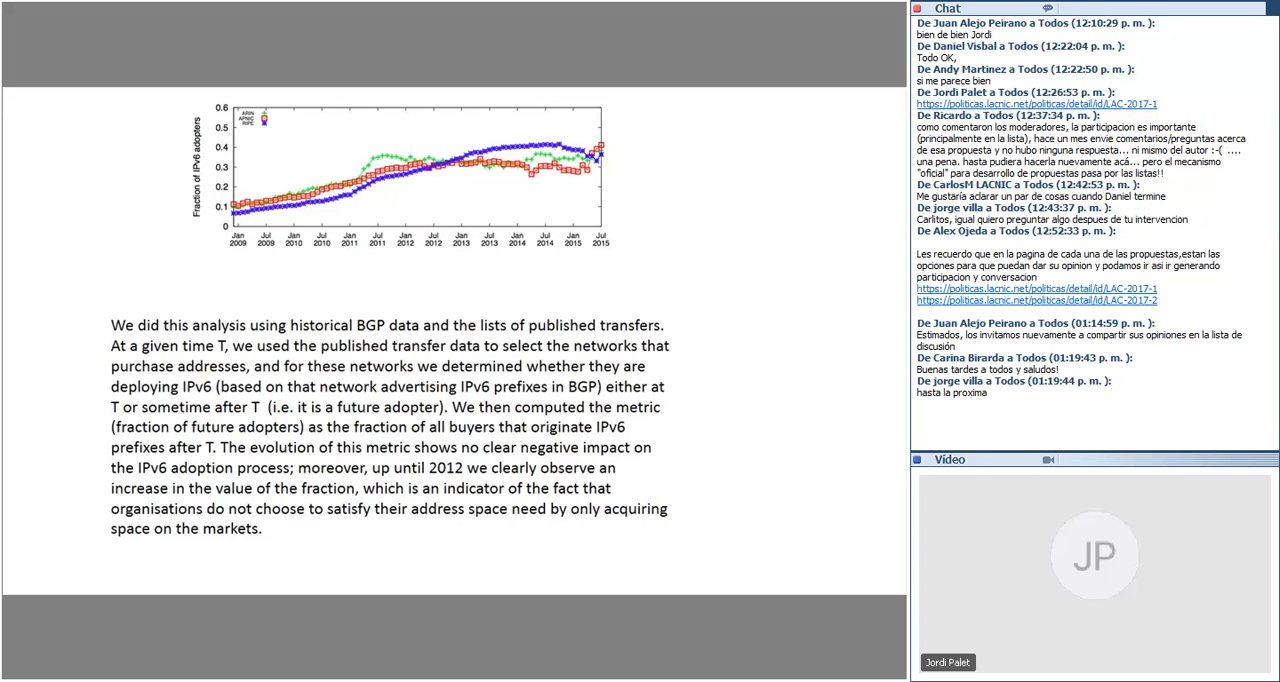 0.6
0.5
0.4
0.3
0.2
0.1
0
Fraction of IPv6 adopters
ARIN
APNIC
RIPE
Jan 2009
Jul 2009
Jan 2010
Jul 2010
Jan 2011
Jul 2011
Jan 2012
Jul 2012
Jan 2013
Jul 2013
Jan 2014
Jul 2014
Jan 2015
Jul 2015
We did this analysis using historical BGP data and the lists of published transfers.
At a given time T, we used the published transfer data to select the networks that
purchase addresses, and for these networks we determined whether they are
deploying IPv6 (based on that network advertising IPv6 prefixes in BGP) either at
T or sometime after T (i.e. it is a future adopter). We then computed the metric
(fraction of future adopters) as the fraction of all buyers that originate IPv6
prefixes after T. The evolution of this metric shows no clear negative impact on
the IPv6 adoption process; moreover, up until 2012 we clearly observe an
increase in the value of the fraction, which is an indicator of the fact that
organisations do not choose to satisfy their address space need by only acquiring
space on the markets.
Chat
De Juan Alejo Peirano a Todos (12:10:29 p. m. ):
bien de bien Jordi
De Daniel Visbal a Todos (12:22:04 p. m. ):
Todo OK,
De Andy Martinez a Todos (12:22:50 p. m. ):
si me parece bien
De Jordi Palet a Todos (12:26:53 p. m. ):
https://politicas.lacnic.net/politicas/detail/id/LAC-2017-1
De Ricardo a Todos (12:37:34 p. m. ):
como comentaron los moderadores, la participacion es importante
(principalmente en la lista), hace un mes envie comentarios/preguntas acerca
de esa propuesta y no hubo ninguna respuesta... ni mismo del autor :-( ....
una pena. hasta pudiera hacerla nuevamente acá... pero el mecanismo
"oficial" para desarrollo de propuestas pasa por las listas!!
De CarlosM LACNIC a Todos (12:42:53 p. m. ):
Me gustaría aclarar un par de cosas cuando Daniel termine
De jorge villa a Todos (12:43:37 p. m. ):
Carlitos, igual quiero preguntar algo despues de tu intervencion
De Alex Ojeda a Todos (12:52:33 p. m. ):
Les recuerdo que en la pagina de cada una de las propuestas,estan las
opciones para que puedan dar su opinion y podamos ir asi ir generando
participacion y conversacion
https://politicas.lacnic.net/politicas/detail/id/LAC-2017-1
https://politicas.lacnic.net/politicas/detail/id/LAC-2017-2
De Juan Alejo Peirano a Todos (01:14:59 p. m. ):
Estimados, los invitamos nuevamente a compartir sus opiniones en la lista de
discusión
De Carina Birarda a Todos (01:19:43 p. m. ):
Buenas tardes a todos y saludos!
De jorge villa a Todos (01:19:44 p. m. ):
hasta la proxima
Vídeo
JP
Jordi Palet